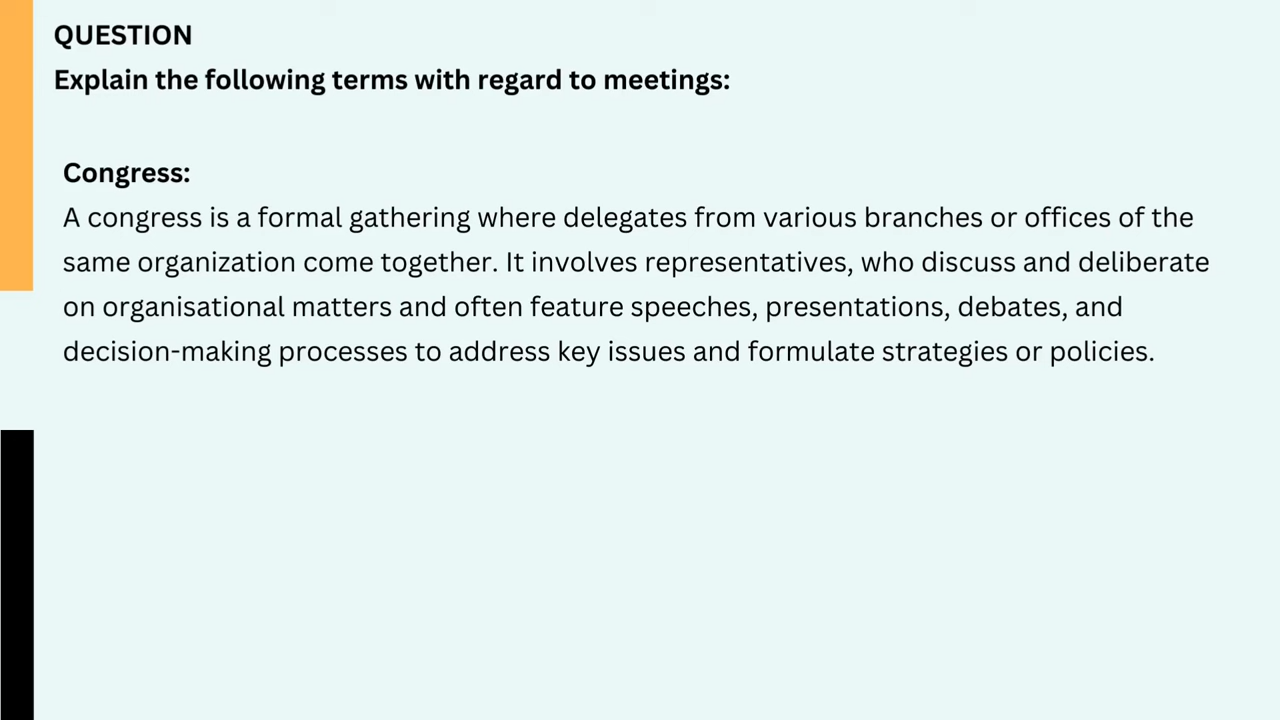 QUESTION
Explain the following terms with regard to meetings:
Congress:
A congress is a formal gathering where delegates from various branches or offices of the
same organization come together. It involves representatives, who discuss and deliberate
on organisational matters and often feature speeches, presentations, debates, and
decision-making processes to address key issues and formulate strategies or policies.